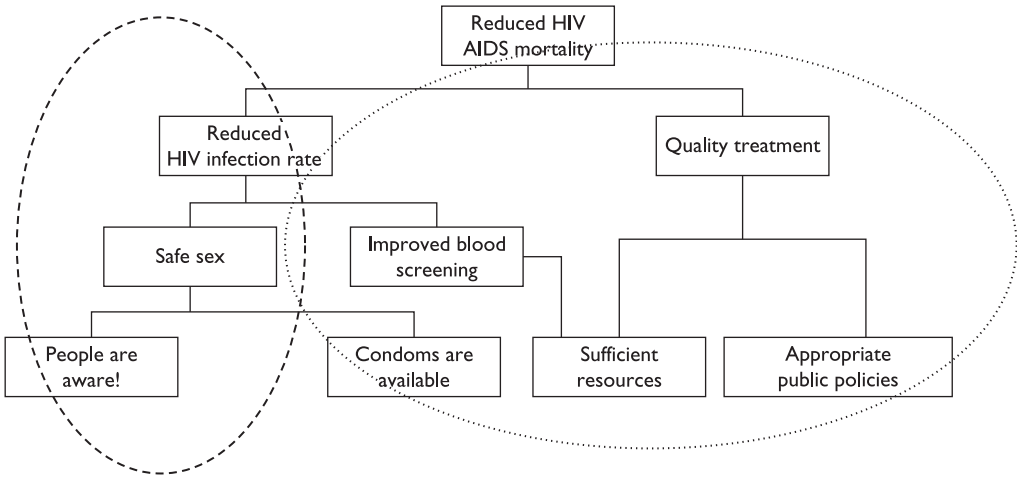 Reduced HIV
AIDS mortality
Reduced
HIV infection rate
Quality treatment
Safe sex
Improved blood
screening
People are
aware!
Condoms are
available
Sufficient
resources
Appropriate
public policies